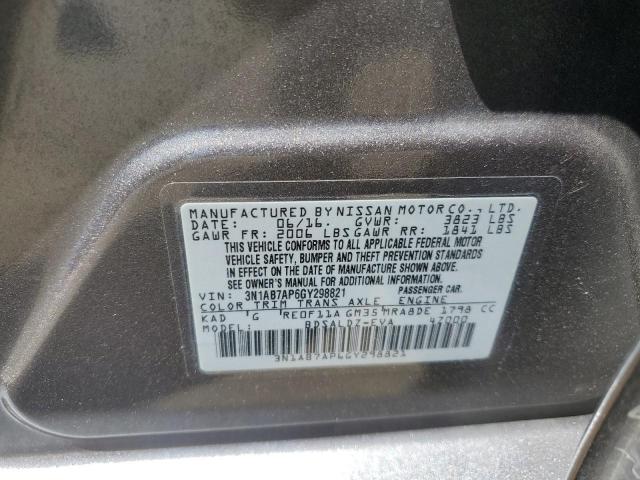 MANUFACTURED BY NISSAN MOTOR CO., LTD.
DATE: 06/16. GVWR: 3823 LBS
GAWR FR: 2006 LBS GAWR RR: 1841 LBS
THIS VEHICLE CONFORMS TO ALL APPLICABLE FEDERAL MOTOR
VEHICLE SAFETY, BUMPER AND THEFT PREVENTION STANDARDS
IN EFFECT ON THE DATE OF MANUFACTURE SHOWN ABOVE.
SEE OWNER'S MANUAL FOR ADDITIONAL INFORMATION
VIN: 3N1AB7AP6GY298821 PASSENGER CAR.
COLOR TRIM TRANS AXLE ENGINE
KAD 'G RE0F11A GM35 MRA8DE 1798 CC
BDSALDZ-EVA 47000
3N1AB7AP6GY298821